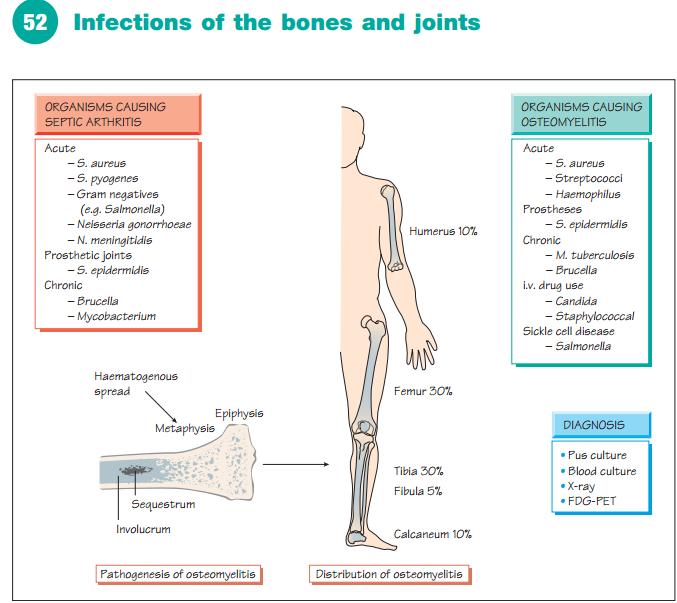 52 Infections of the bones and joints
ORGANISMS CAUSING
SEPTIC ARTHRITIS
Acute
– S. aureus
– S. pyogenes
– Gram negatives
(e.g. Salmonella)
– Neisseria gonorrhoeae
– N. meningitidis
Prosthetic joints
– S. epidermidis
Chronic
– Brucella
– Mycobacterium
Humerus 10%
Femur 30%
Tibia 30%
Fibula 5%
Calcaneum 10%
Distribution of osteomyelitis
ORGANISMS CAUSING
OSTEOMYELITIS
Acute
– S. aureus
– Streptococci
– Haemophilus
Prostheses
– S. epidermidis
Chronic
– M. tuberculosis
– Brucella
i.v. drug use
– Candida
– Staphylococcal
Sickle cell disease
– Salmonella
Haematogenous
spread
Epiphysis
Metaphysis
Sequestrum
Involucrum
Pathogenesis of osteomyelitis
DIAGNOSIS
• Pus culture
• Blood culture
• X-ray
• FDG-PET